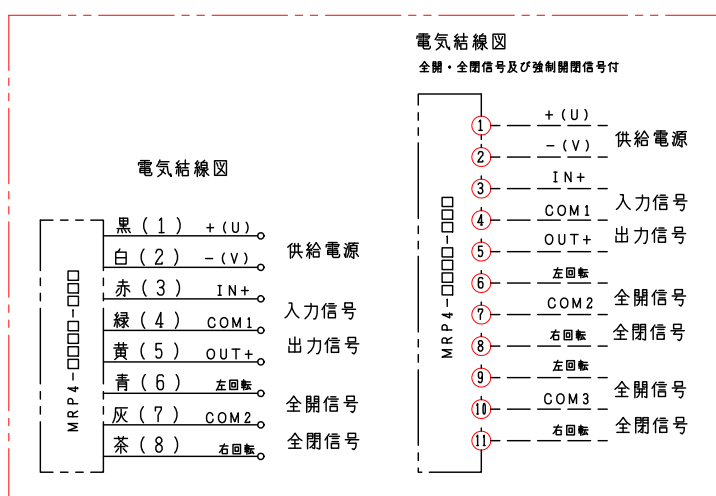 電気結線図
黒(1) +(U)
白(2) -(V)
供給電源
赤(3) IN+
緑(4) COM1
入力信号
黄(5) OUT+
出力信号
青(6) 左回転
灰(7) COM2
全開信号
茶(8) 右回転
全閉信号
MRP4-□□□□-□□□
電気結線図
全開・全閉信号及び強制開閉信号付
1 +(U)
2 -(V)
供給電源
3 IN+
4 COM1
入力信号
5 OUT+
出力信号
6 左回転
7 COM2
全開信号
8 右回転
全閉信号
9 左回転
10 COM3
全開信号
11 右回転
全閉信号
MRP4-□□□□-□□□